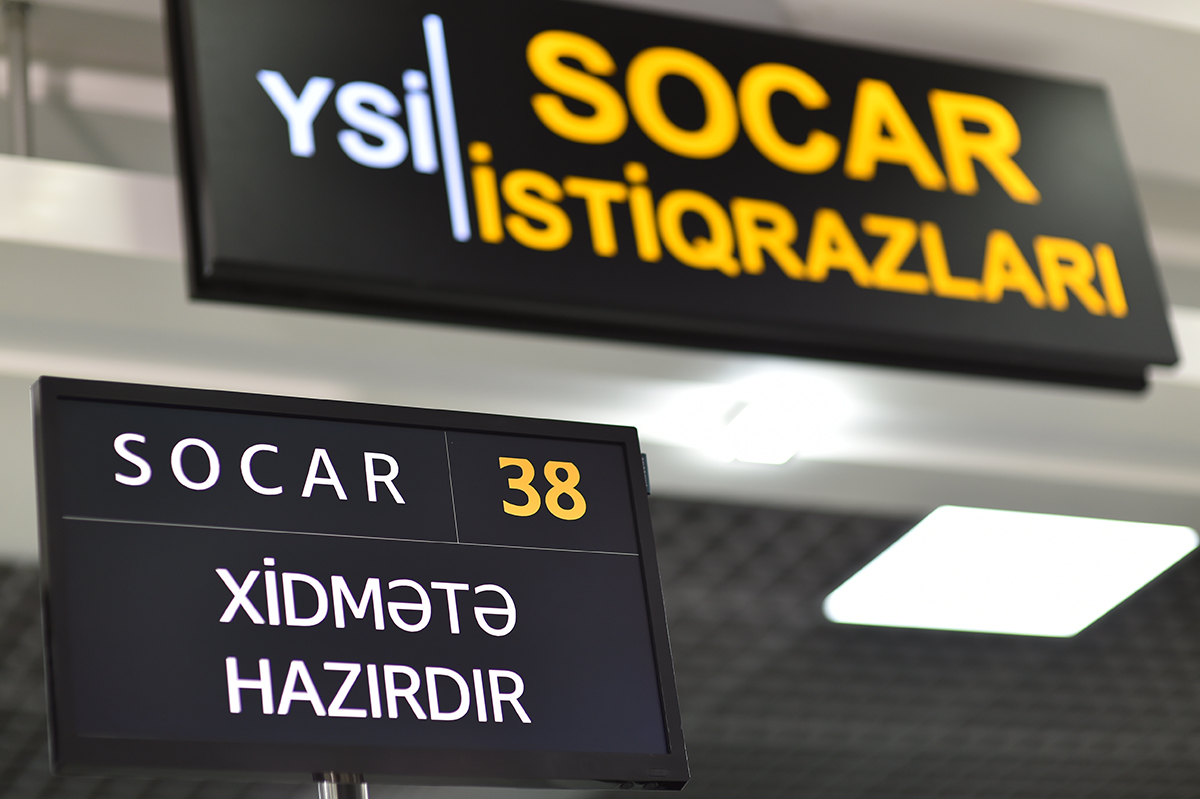 YSİ
SOCAR
İSTİQRAZLARI
SOCAR
38
XİDMƏTƏ
HAZIRDIR